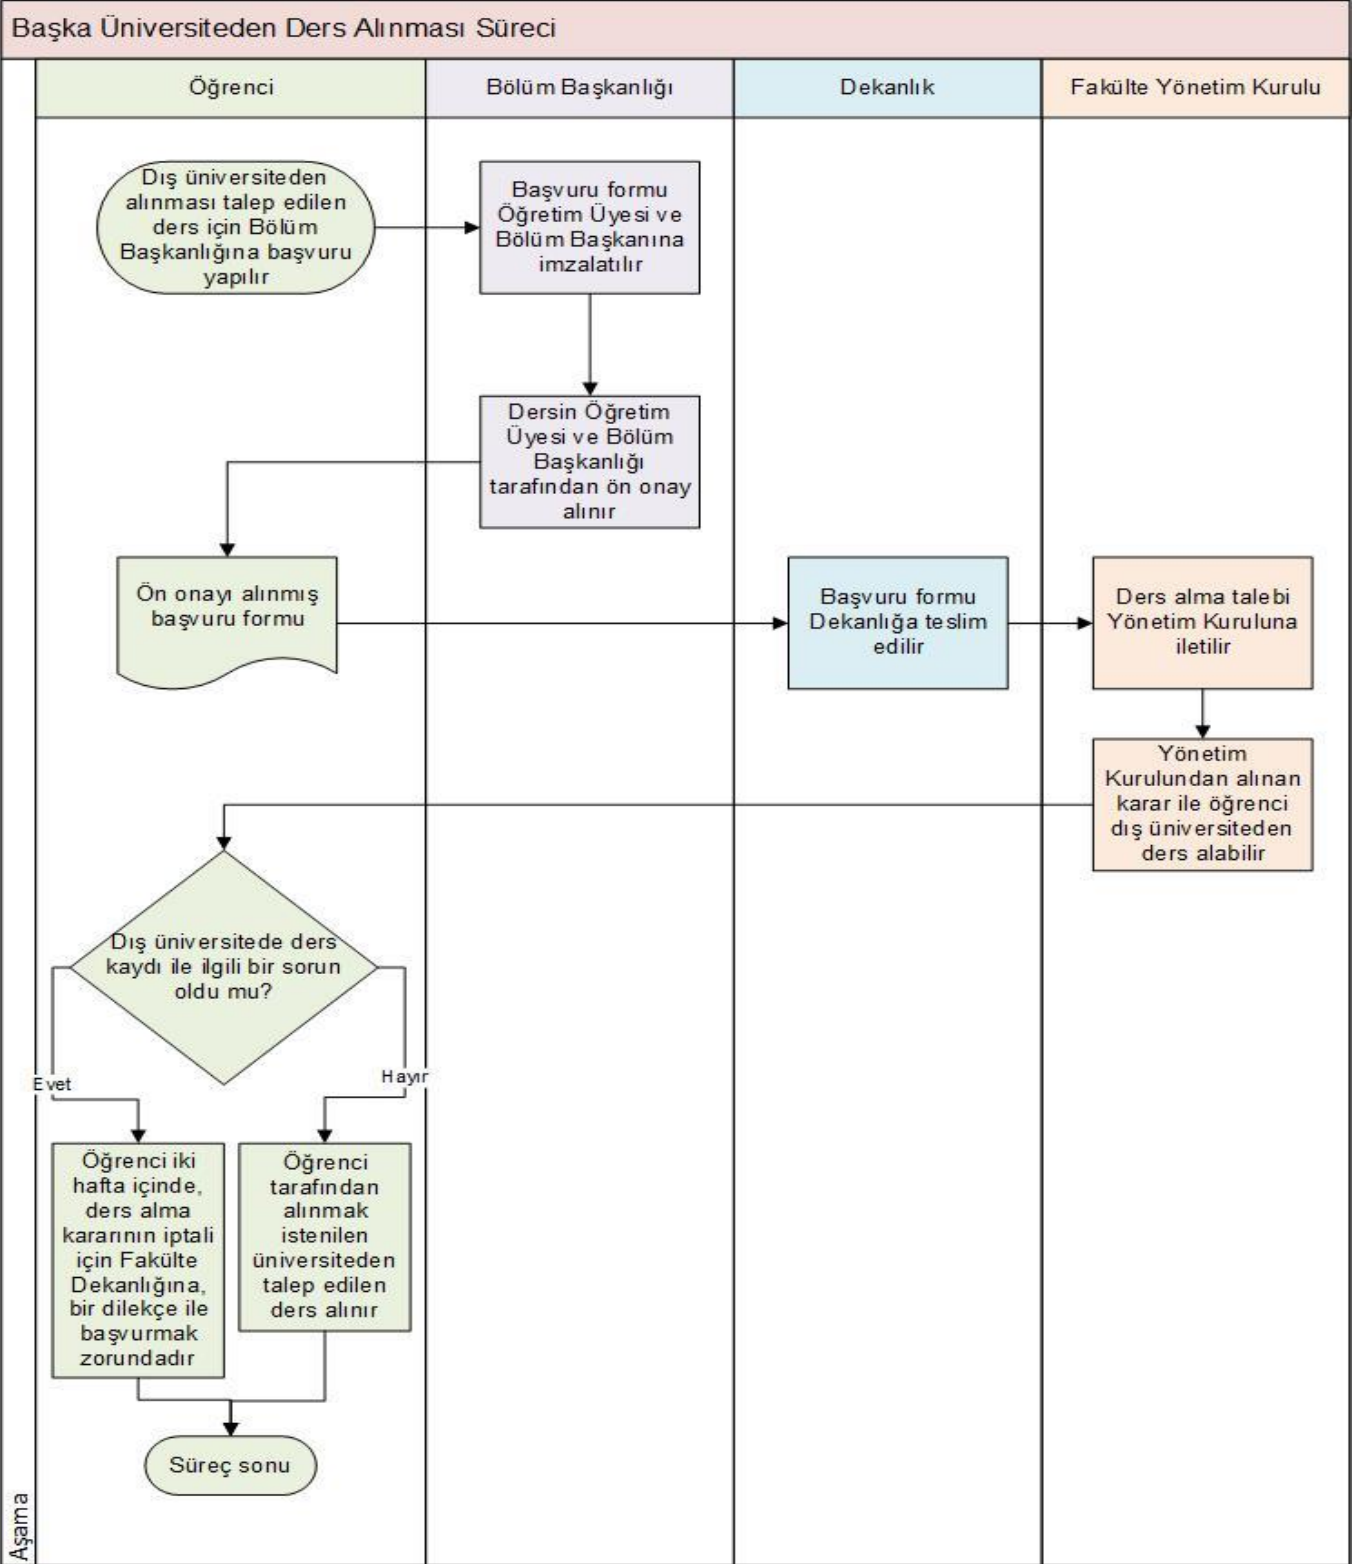 Başka Üniversiteden Ders Alınması Süreci
Öğrenci
Bölüm Başkanlığı
Dekanlık
Fakülte Yönetim Kurulu
Dış üniversiteden
alınması talep edilen
ders için Bölüm
Başkanlığına başvuru
yapılır
Başvuru formu
Öğretim Üyesi ve
Bölüm Başkanına
imzalatılır
Dersin Öğretim
Üyesi ve Bölüm
Başkanlığı
tarafından ön onay
alınır
Ön onayı alınmış
başvuru formu
Başvuru formu
Dekanlığa teslim
edilir
Ders alma talebi
Yönetim Kuruluna
iletilir
Yönetim
Kurulundan alınan
karar ile öğrenci
dış üniversiteden
ders alabilir
Dış üniversitede ders
kaydı ile ilgili bir sorun
oldu mu?
Evet
Hayır
Öğrenci iki
hafta içinde,
ders alma
kararının iptali
için Fakülte
Dekanlığına,
bir dilekçe ile
başvurmak
zorundadır
Öğrenci
tarafından
alınmak
istenilen
üniversiteden
talep edilen
ders alınır
Süreç sonu
Aşama